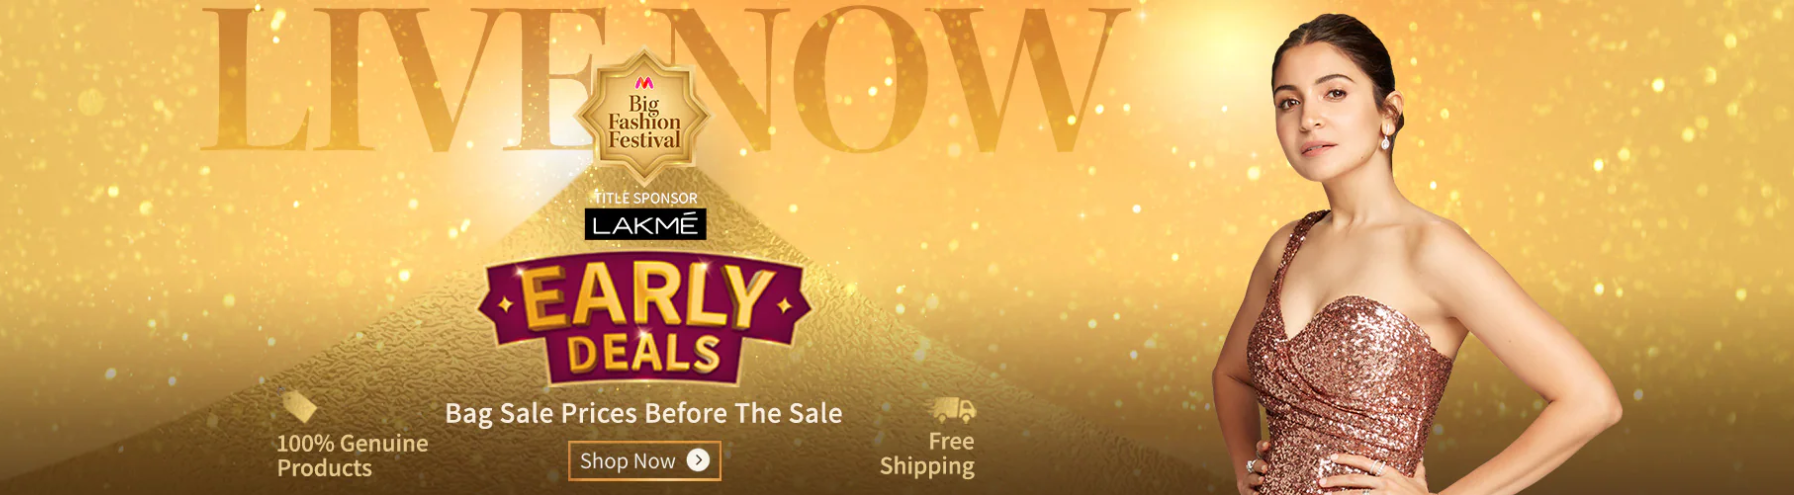 LIVE NOW
Big
Fashion
Festival
TITLE SPONSOR
LAKMÉ
EARLY
DEALS
Bag Sale Prices Before The Sale
100% Genuine
Products
Shop Now
Free
Shipping